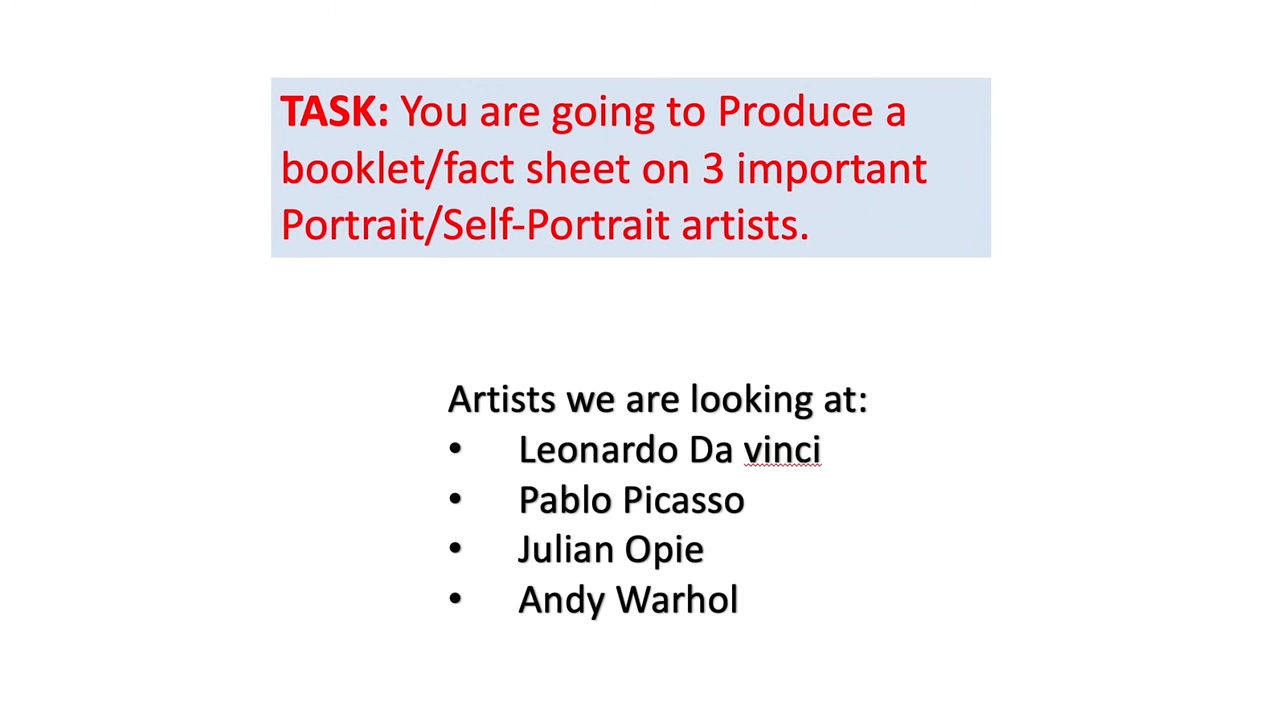 TASK: You are going to Produce a
booklet/fact sheet on 3 important
Portrait/Self-Portrait artists.
Artists we are looking at:
• Leonardo Da vinci
• Pablo Picasso
• Julian Opie
• Andy Warhol